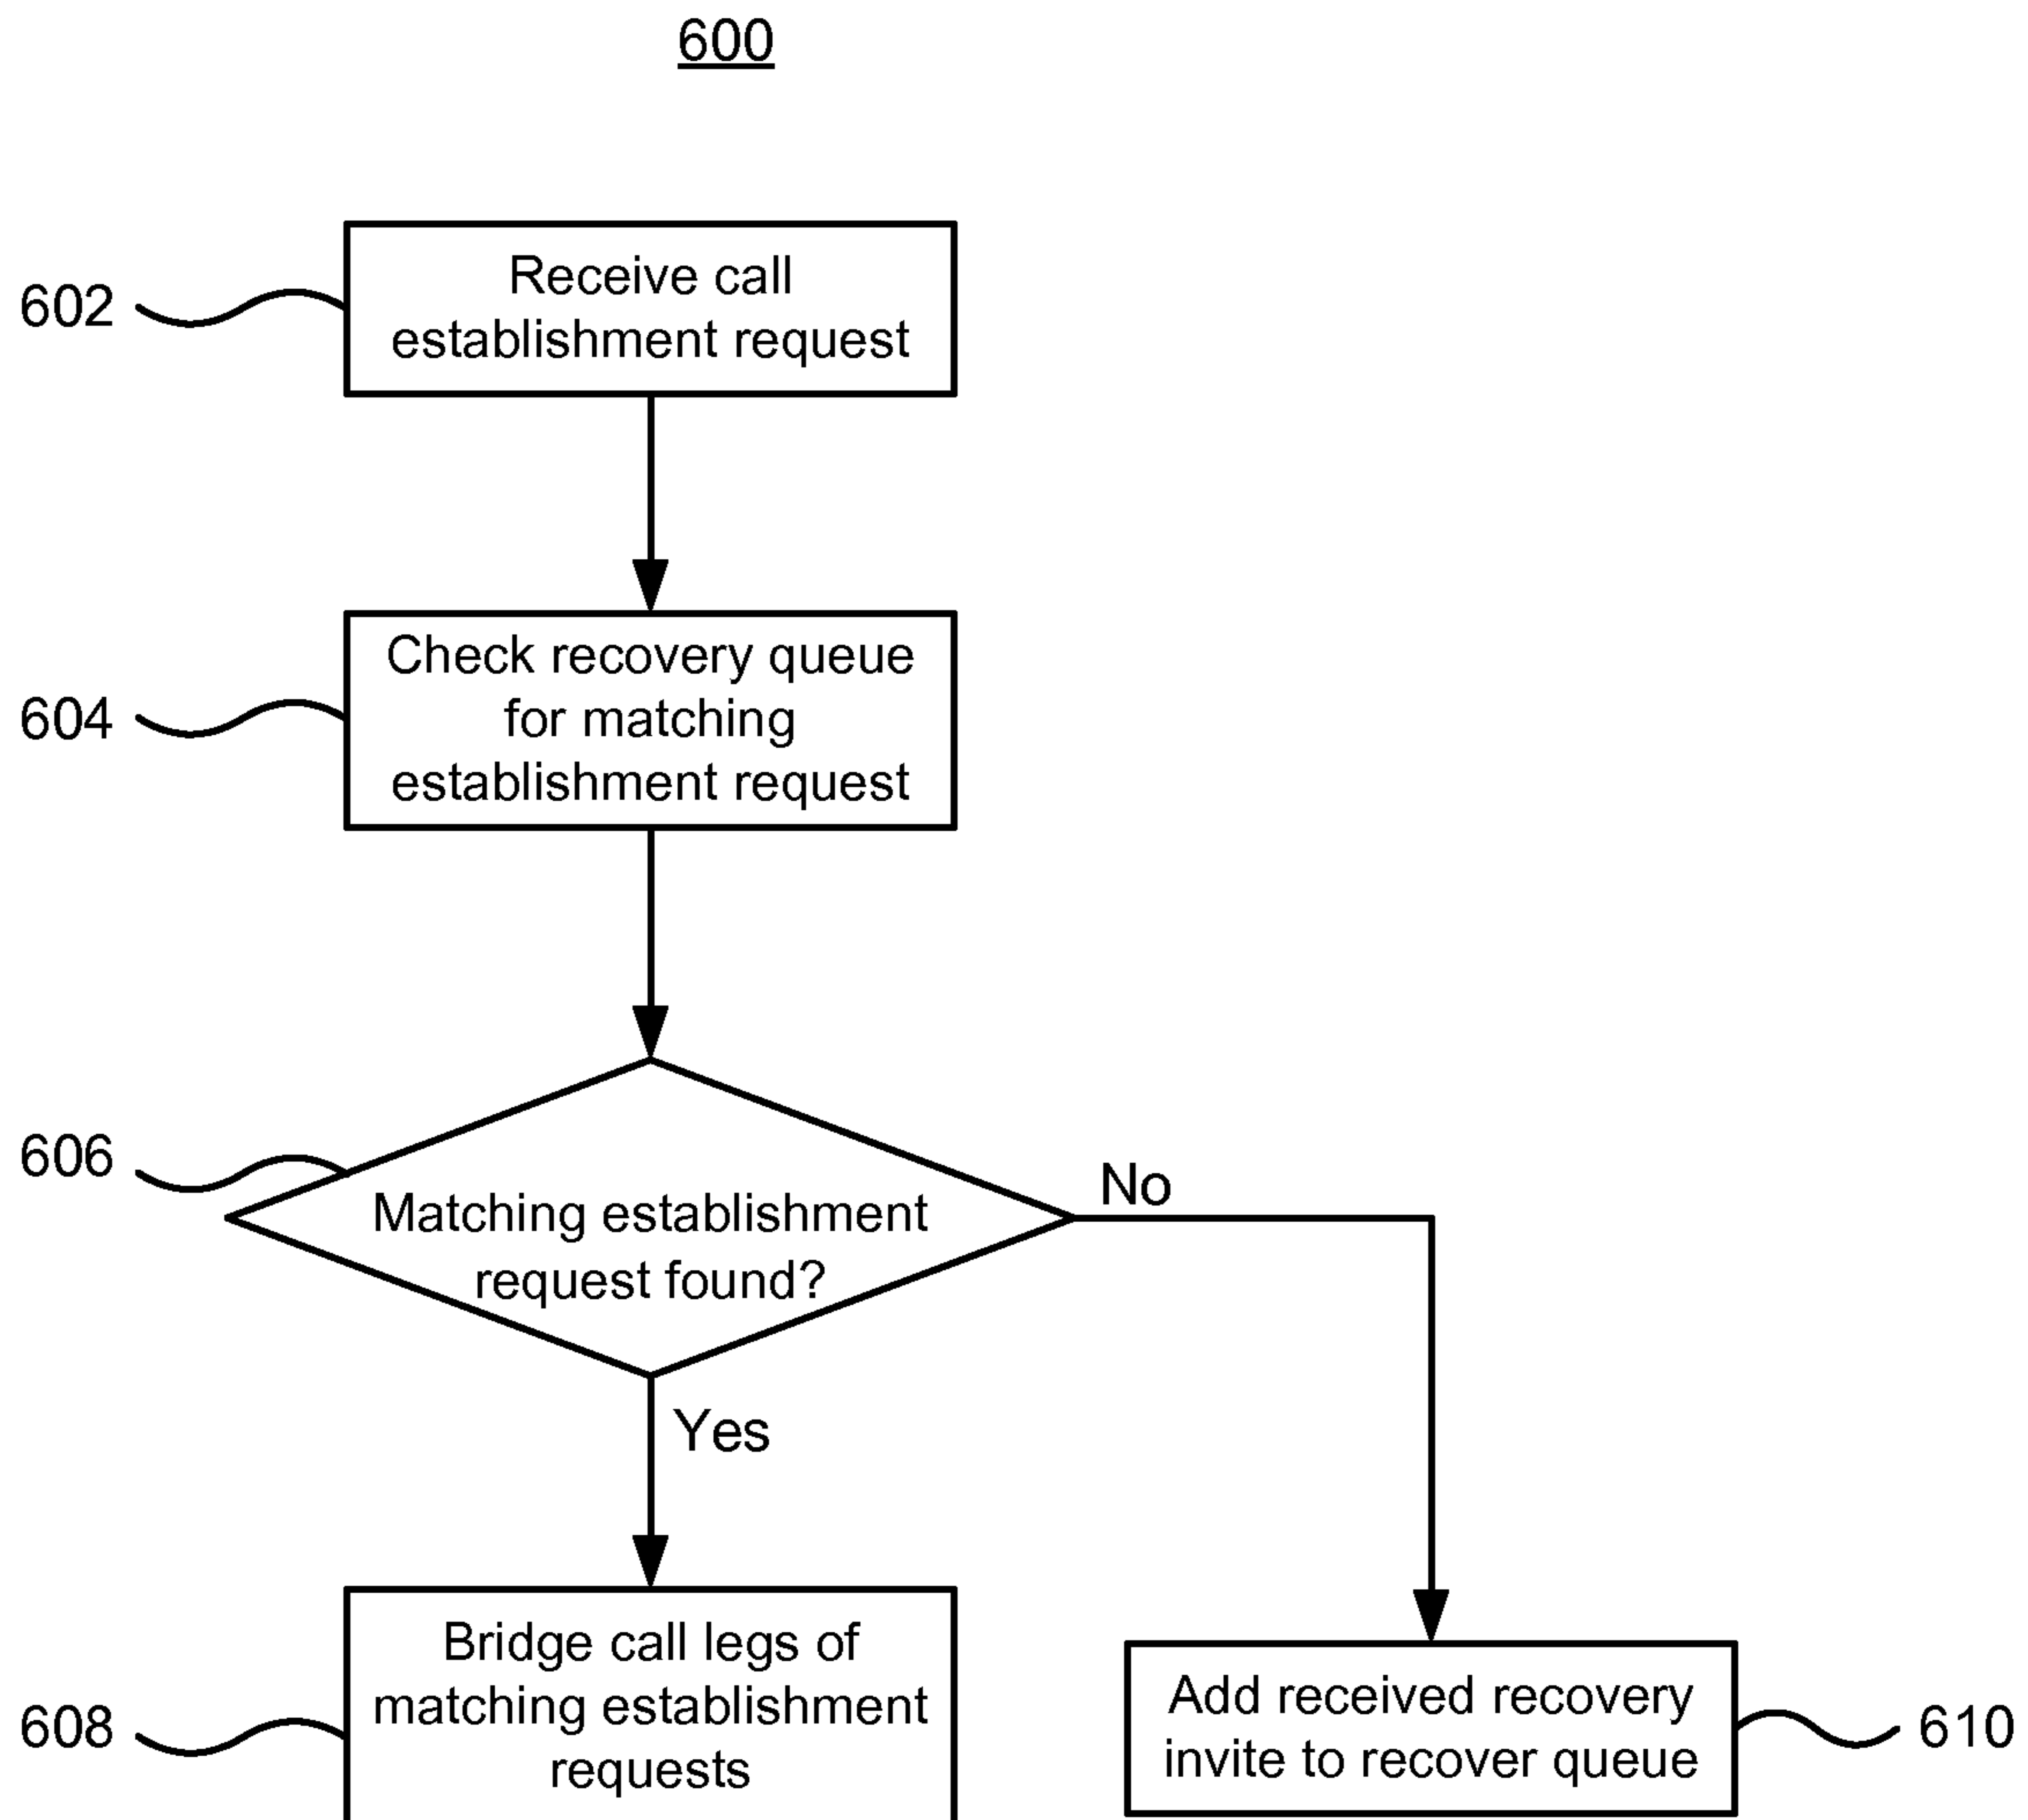 600
602
Receive call
establishment request
604
Check recovery queue
for matching
establishment request
606
Matching establishment
request found?
No
Yes
608
Bridge call legs of
matching establishment
requests
Add received recovery
invite to recover queue
610